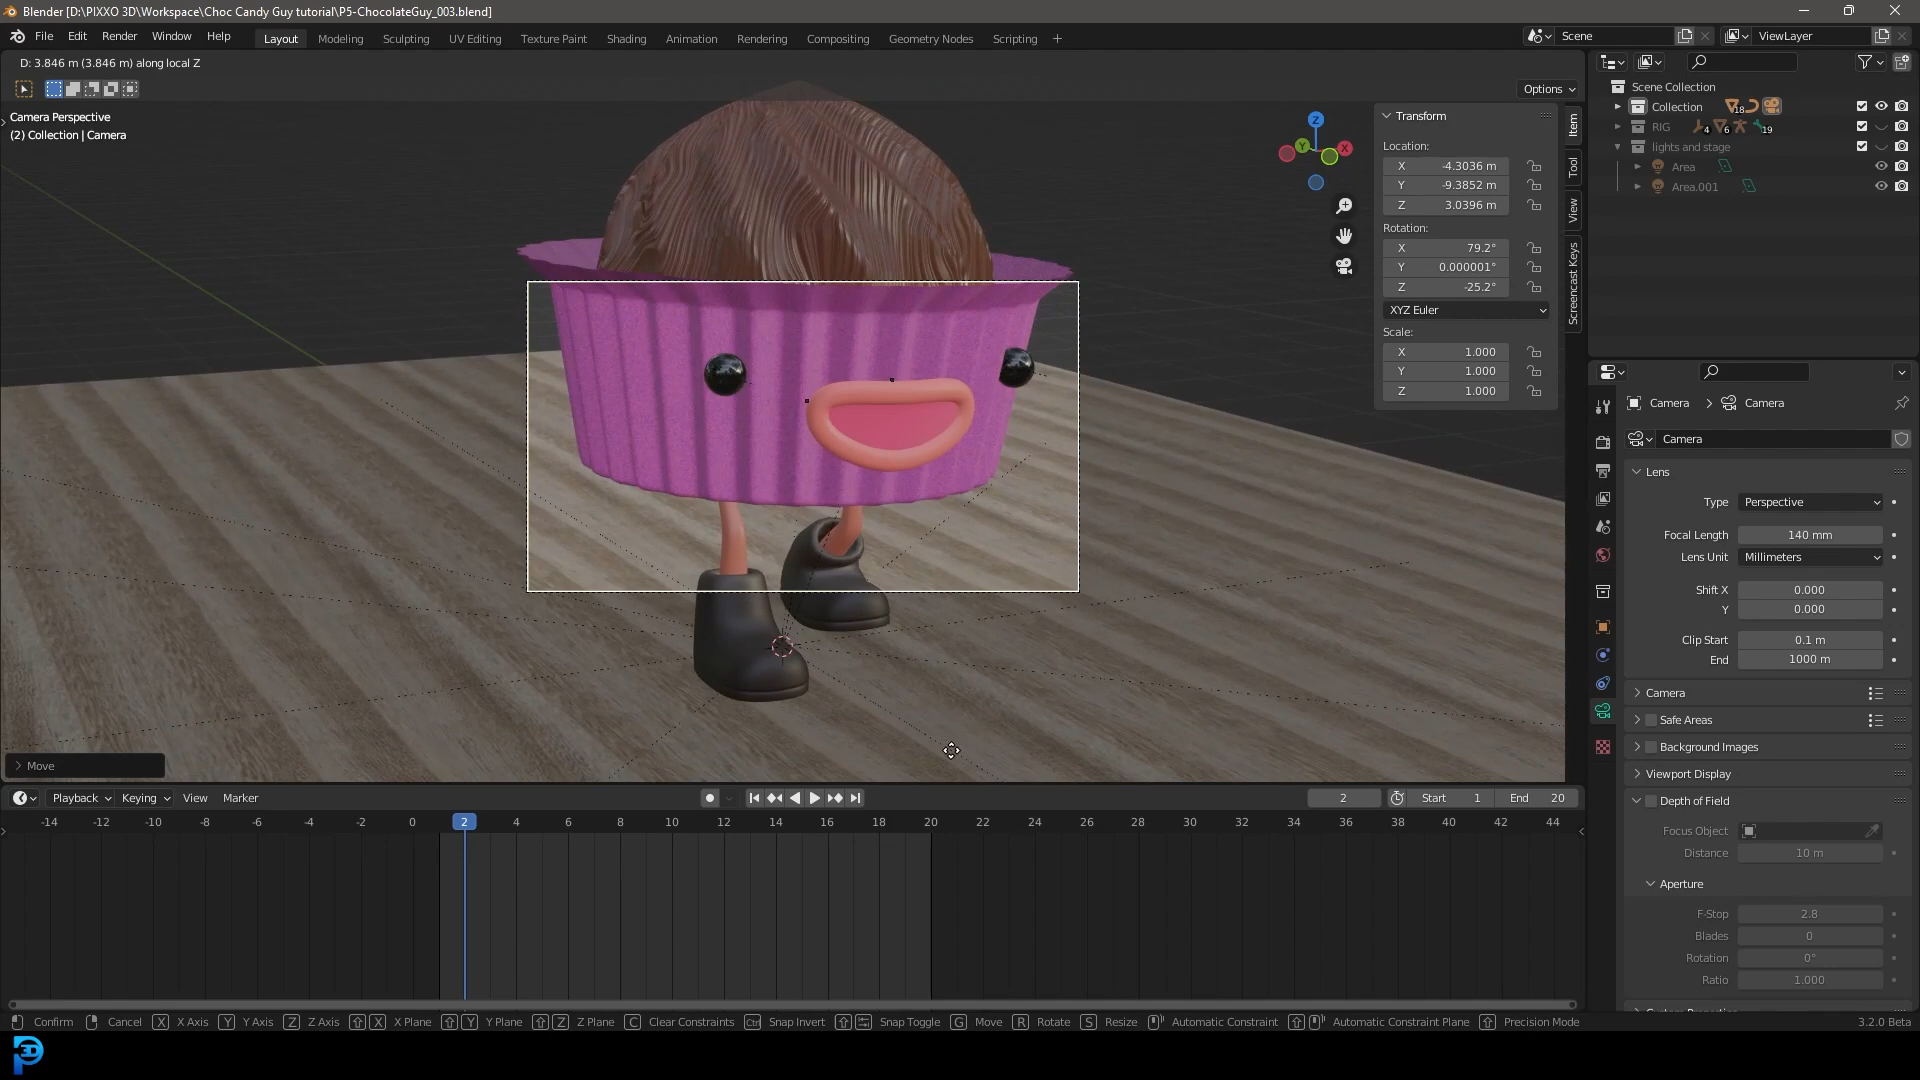 Blender [D:\PIXXO 3D\Workspace\Choc Candy Guy tutorial\P5-ChocolateGuy_003.blend]
File Edit Render Window Help Layout Modeling Sculpting UV Editing Texture Paint Shading Animation Rendering Compositing Geometry Nodes Scripting + Scene ViewLayer
D: 3.846 m (3.846 m) along local Z
Options
Camera Perspective
(2) Collection | Camera
Z
Y
X
Transform
Location:
X -4.3036 m
Y -9.3852 m
Z 3.0396 m
Rotation:
X 79.2°
Y 0.000001°
Z -25.2°
XYZ Euler
Scale:
X 1.000
Y 1.000
Z 1.000
Item
Tool
View
Screencast Keys
Scene Collection
Collection 18
RIG 4 6 19
lights and stage
Area
Area.001
Camera Camera
Camera
Lens
Type Perspective
Focal Length 140 mm
Lens Unit Millimeters
Shift X 0.000
Y 0.000
Clip Start 0.1 m
End 1000 m
Camera
Safe Areas
Background Images
Viewport Display
Depth of Field
Focus Object
Distance 10 m
Aperture
F-Stop 2.8
Blades 0
Rotation 0°
Ratio 1.000
Move
Playback Keying View Marker 2 Start 1 End 20
-14 -12 -10 -8 -6 -4 -2 0 2 4 6 8 10 12 14 16 18 20 22 24 26 28 30 32 34 36 38 40 42 44
Confirm Cancel X X Axis Y Y Axis Z Z Axis X X Plane Y Y Plane Z Z Plane C Clear Constraints Ctrl Snap Invert Snap Toggle G Move R Rotate S Resize Automatic Constraint Automatic Constraint Plane Precision Mode 3.2.0 Beta
3D